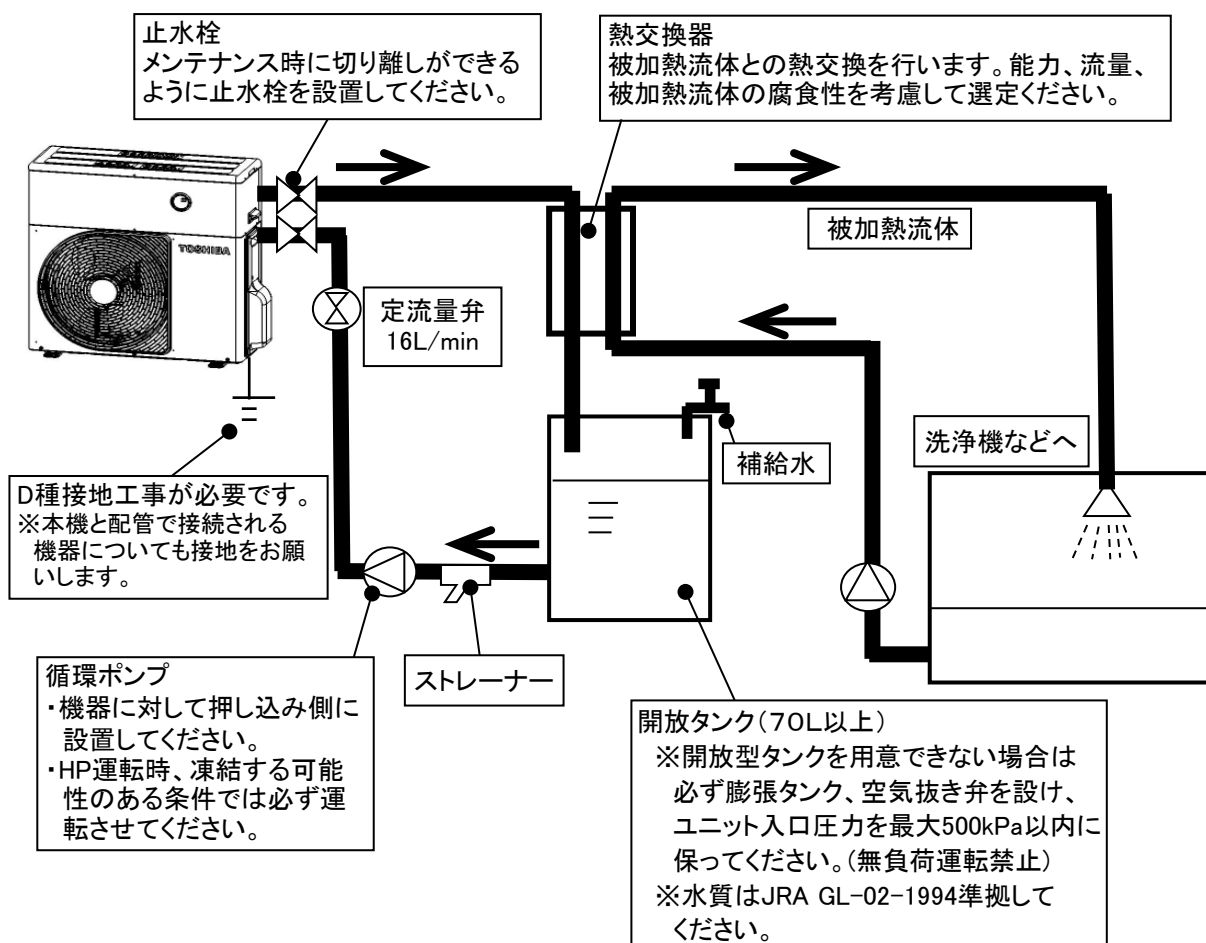 止水栓
メンテナンス時に切り離しができる
ように止水栓を設置してください。
熱交換器
被加熱流体との熱交換を行います。能力、流量、
被加熱流体の腐食性を考慮して選定ください。
TOSHIBA
被加熱流体
定流量弁
16L/min
補給水
洗浄機などへ
D種接地工事が必要です。
※本機と配管で接続される
機器についても接地をお願
いします。
循環ポンプ
・機器に対して押し込み側に
設置してください。
・HP運転時、凍結する可能
性のある条件では必ず運
転させてください。
ストレーナー
開放タンク(70L以上)
※開放型タンクを用意できない場合は
必ず膨張タンク、空気抜き弁を設け、
ユニット入口圧力を最大500kPa以内に
保ってください。(無負荷運転禁止)
※水質はJRA GL-02-1994準拠して
ください。